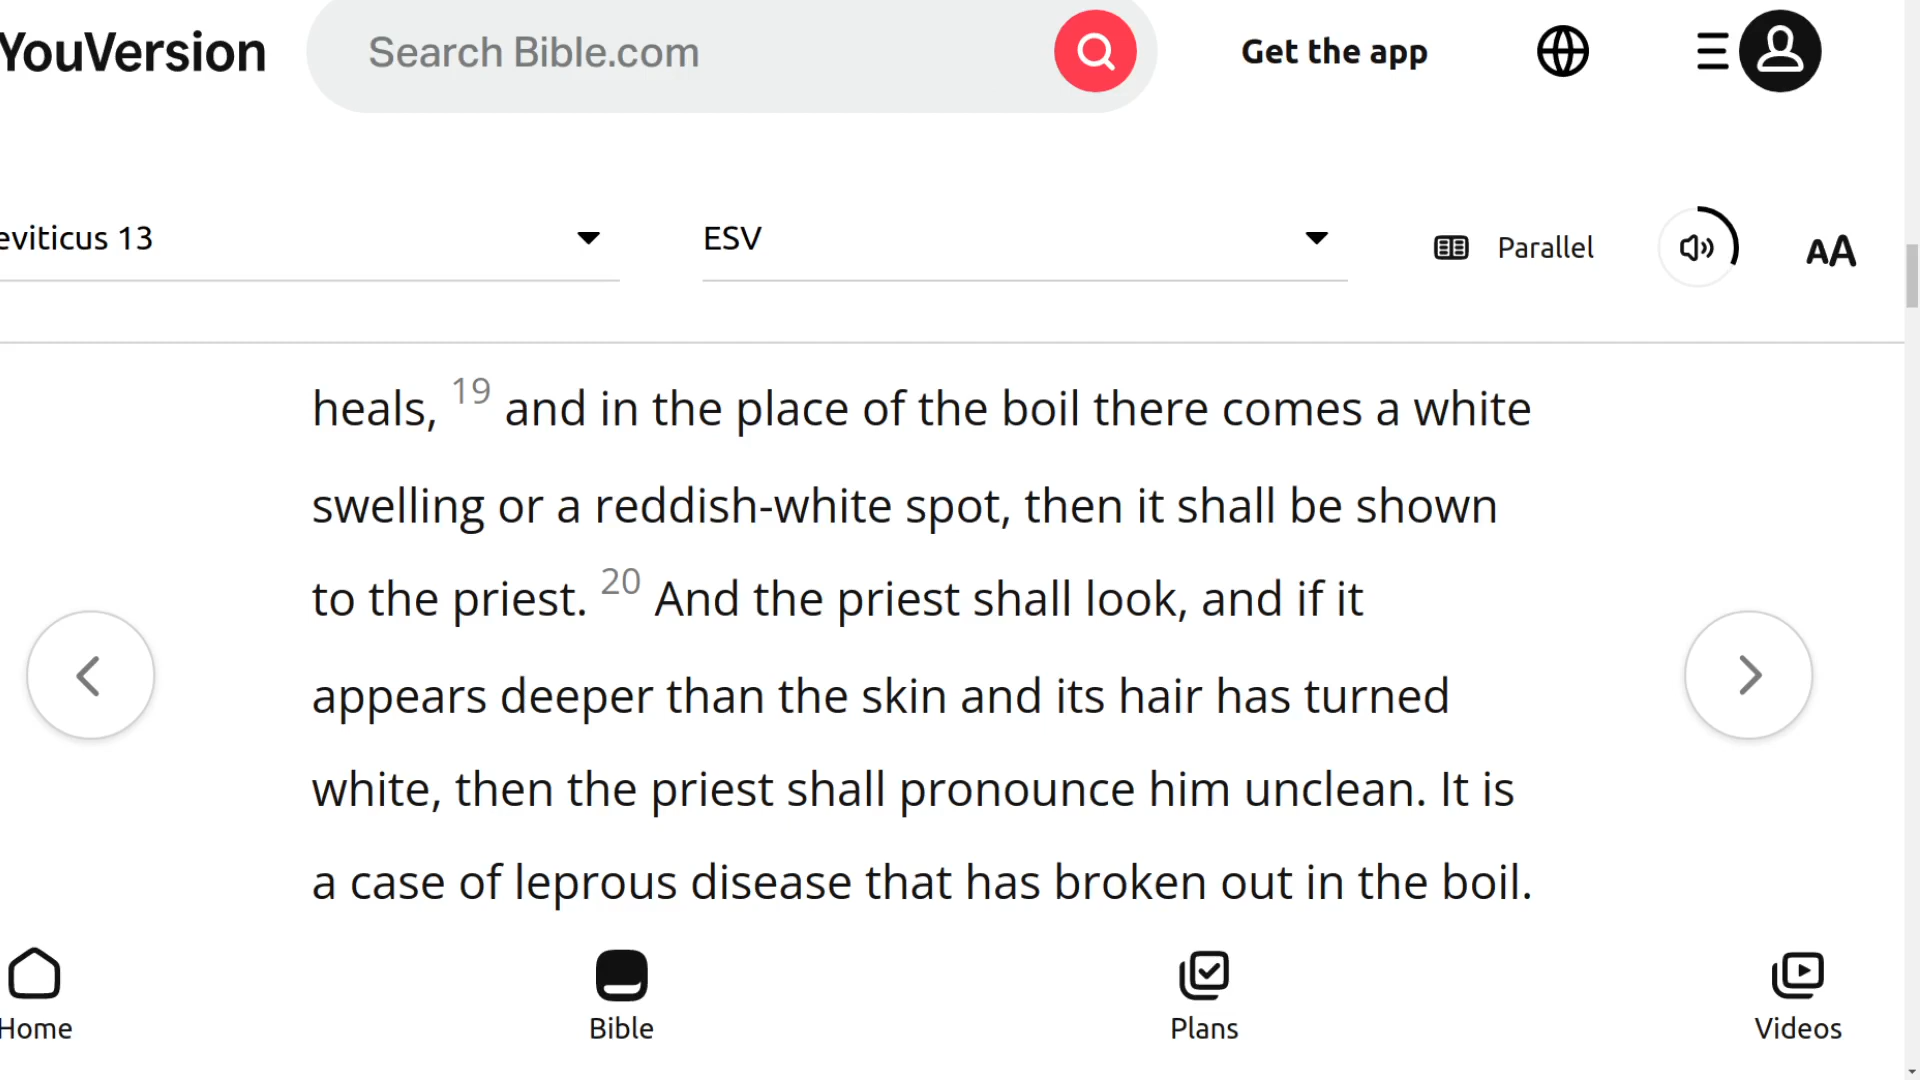 YouVersion
Search Bible.com
Get the app
eviticus 13
ESV
Parallel
AA
heals, 19 and in the place of the boil there comes a white
swelling or a reddish-white spot, then it shall be shown
to the priest. 20 And the priest shall look, and if it
appears deeper than the skin and its hair has turned
white, then the priest shall pronounce him unclean. It is
a case of leprous disease that has broken out in the boil.
Home
Bible
Plans
Videos